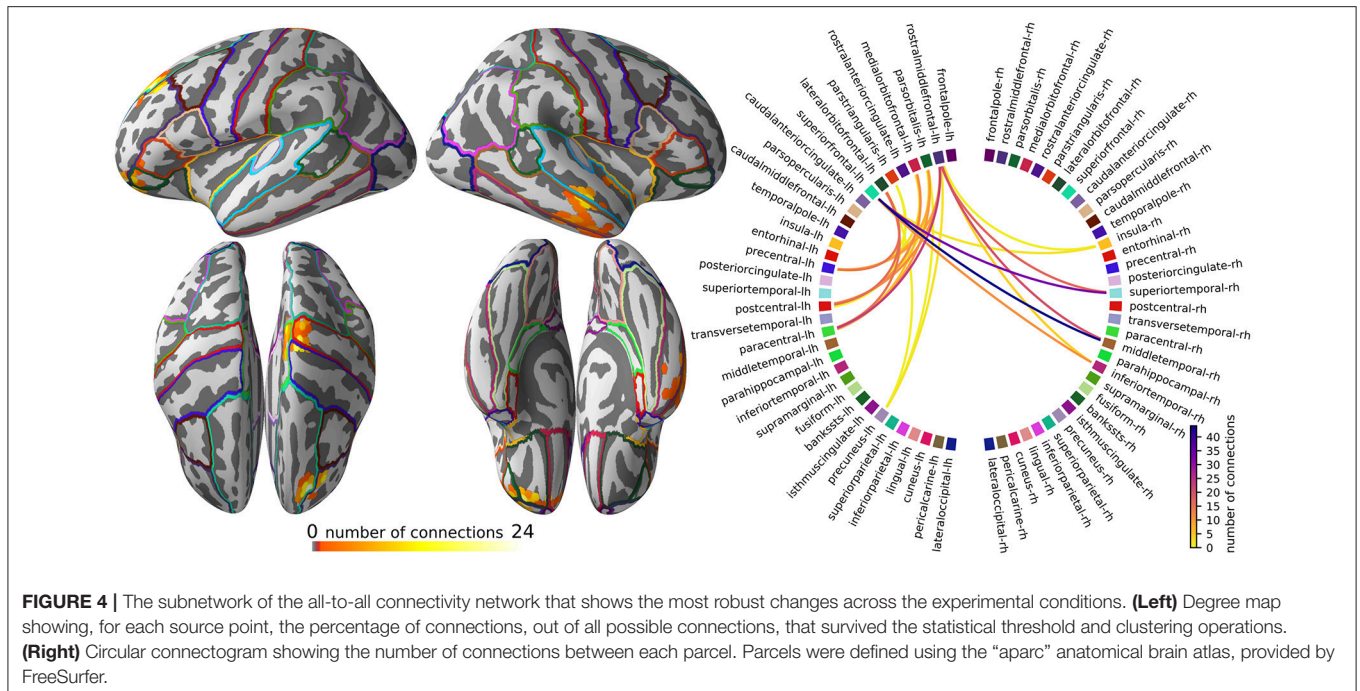 frontalpole-lh
rostralmiddlefrontal-lh
parsorbitalis-lh
medialorbitofrontal-lh
rostralanteriorcingulate-lh
parstriangularis-lh
lateralorbitofrontal-lh
superiorfrontal-lh
caudalanteriorcingulate-lh
parsopercularis-lh
caudalmiddlefrontal-lh
temporalpole-lh
insula-lh
entorhinal-lh
precentral-lh
posteriorcingulate-lh
superiortemporal-lh
postcentral-lh
transversetemporal-lh
paracentral-lh
middletemporal-lh
parahippocampal-lh
inferiortemporal-lh
supramarginal-lh
fusiform-lh
bankssts-lh
isthmuscingulate-lh
precuneus-lh
superiorparietal-lh
inferiorparietal-lh
lingual-lh
cuneus-lh
pericalcarine-lh
lateraloccipital-lh
frontalpole-rh
rostralmiddlefrontal-rh
parsorbitalis-rh
medialorbitofrontal-rh
rostralanteriorcingulate-rh
parstriangularis-rh
lateralorbitofrontal-rh
superiorfrontal-rh
caudalanteriorcingulate-rh
parsopercularis-rh
caudalmiddlefrontal-rh
temporalpole-rh
insula-rh
entorhinal-rh
precentral-rh
posteriorcingulate-rh
superiortemporal-rh
postcentral-rh
transversetemporal-rh
paracentral-rh
middletemporal-rh
parahippocampal-rh
inferiortemporal-rh
supramarginal-rh
fusiform-rh
bankssts-rh
isthmuscingulate-rh
precuneus-rh
superiorparietal-rh
inferiorparietal-rh
lingual-rh
cuneus-rh
pericalcarine-rh
lateraloccipital-rh
40
35
30
25
20
15
10
5
0
number of connections
0 number of connections 24
FIGURE 4 | The subnetwork of the all-to-all connectivity network that shows the most robust changes across the experimental conditions. (Left) Degree map
showing, for each source point, the percentage of connections, out of all possible connections, that survived the statistical threshold and clustering operations.
(Right) Circular connectogram showing the number of connections between each parcel. Parcels were defined using the “aparc” anatomical brain atlas, provided by
FreeSurfer.